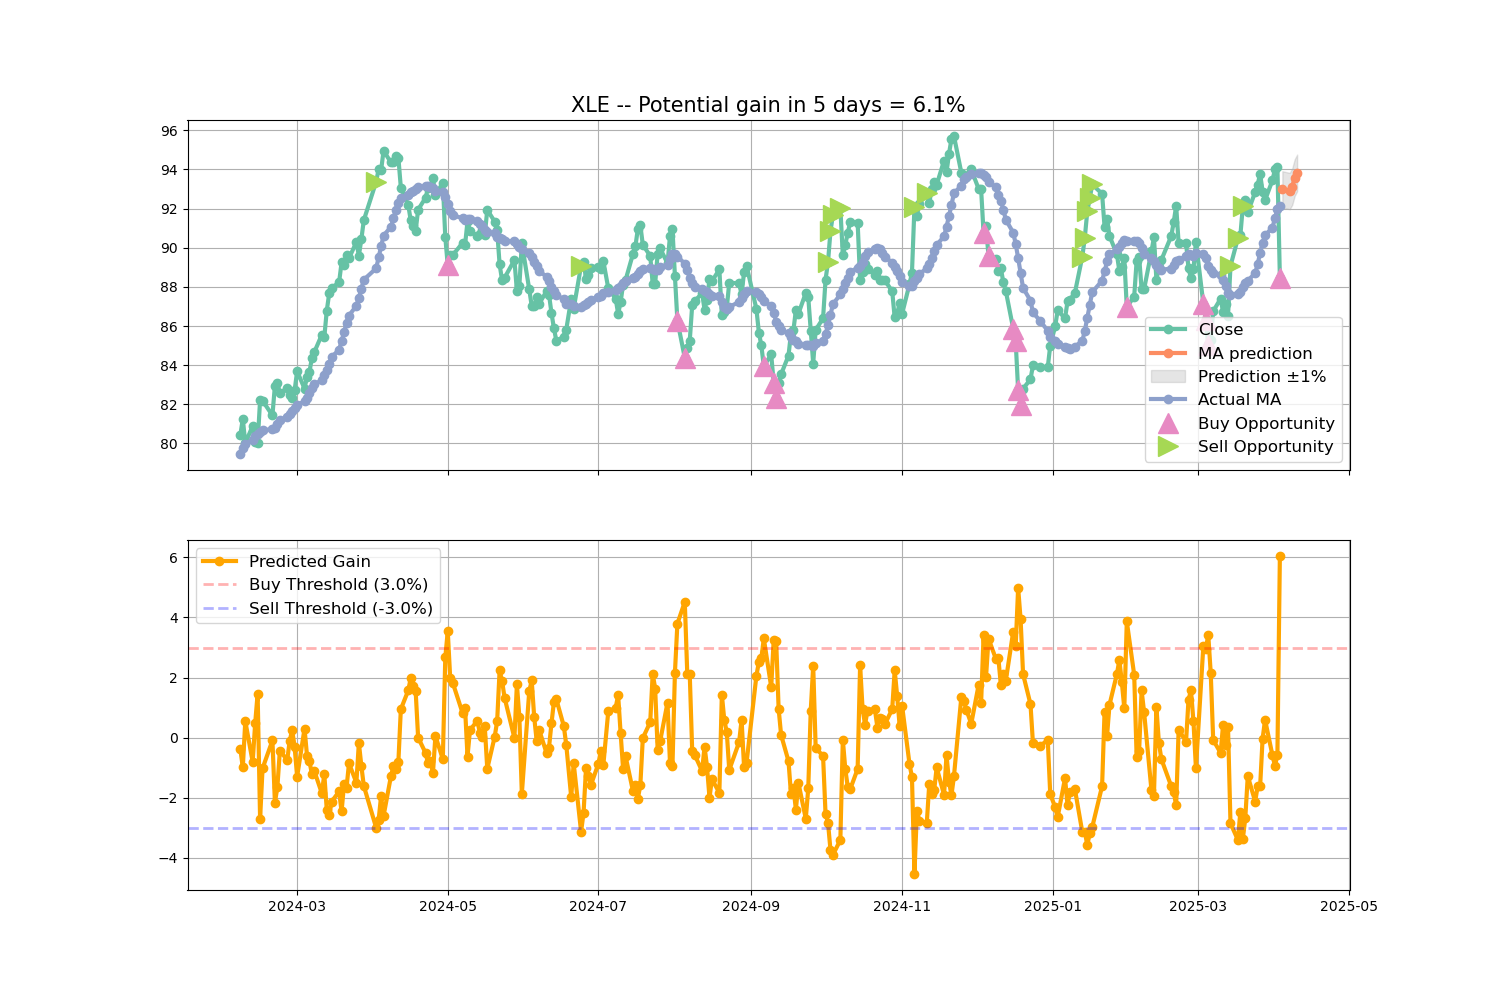 XLE -- Potential gain in 5 days = 6.1%
96
94
92
90
88
86
84
82
80
Close
MA prediction
Prediction ±1%
Actual MA
Buy Opportunity
Sell Opportunity
6
4
2
0
−2
−4
Predicted Gain
Buy Threshold (3.0%)
Sell Threshold (-3.0%)
2024-03
2024-05
2024-07
2024-09
2024-11
2025-01
2025-03
2025-05